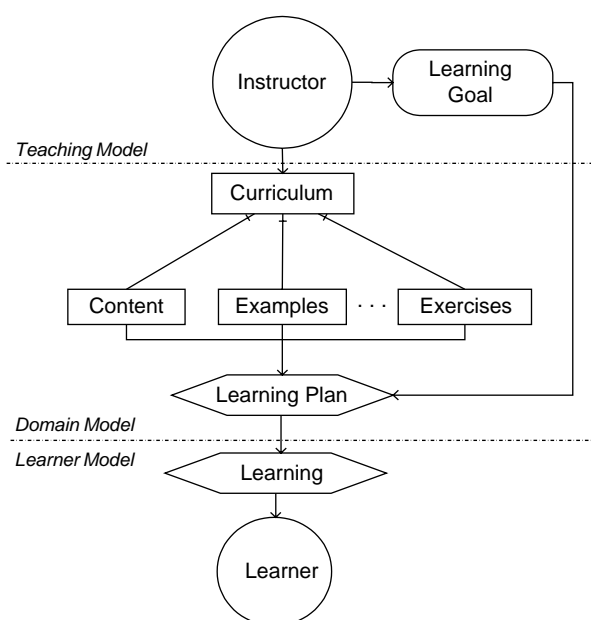 Instructor
Learning
Goal
Teaching Model
Curriculum
Content
Examples
. . .
Exercises
Learning Plan
Domain Model
Learner Model
Learning
Learner